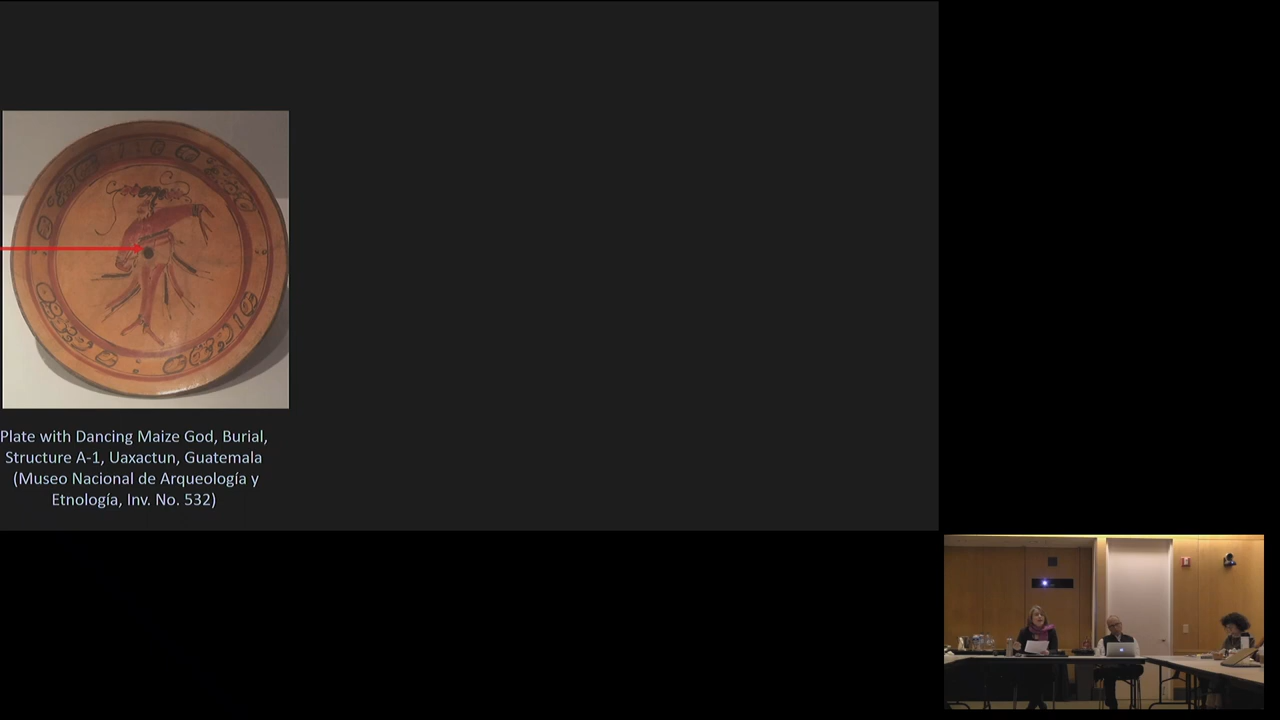 Plate with Dancing Maize God, Burial,
Structure A-1, Uaxactun, Guatemala
(Museo Nacional de Arqueología y
Etnología, Inv. No. 532)